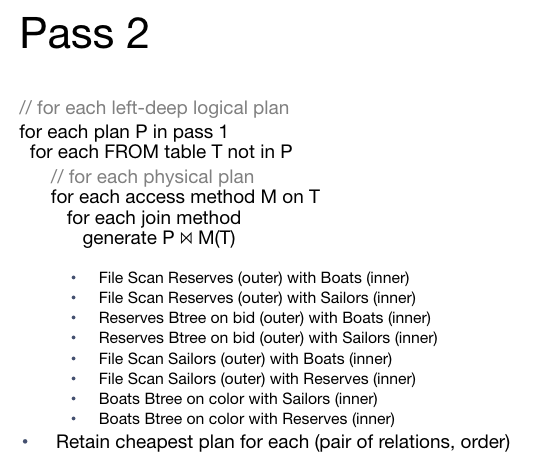 Pass 2
// for each left-deep logical plan
for each plan P in pass 1
for each FROM table T not in P
// for each physical plan
for each access method M on T
for each join method
generate P ⋈ M(T)
• File Scan Reserves (outer) with Boats (inner)
• File Scan Reserves (outer) with Sailors (inner)
• Reserves Btree on bid (outer) with Boats (inner)
• Reserves Btree on bid (outer) with Sailors (inner)
• File Scan Sailors (outer) with Boats (inner)
• File Scan Sailors (outer) with Reserves (inner)
• Boats Btree on color with Sailors (inner)
• Boats Btree on color with Reserves (inner)
• Retain cheapest plan for each (pair of relations, order)